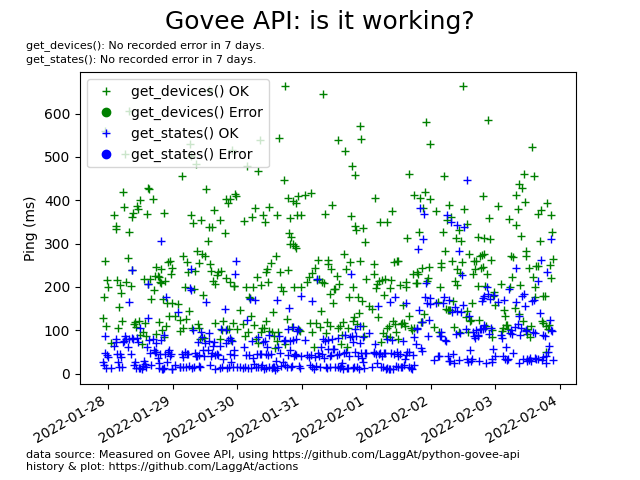 Govee API: is it working?
get_devices(): No recorded error in 7 days.
get_states(): No recorded error in 7 days.
get_devices() OK
get_devices() Error
get_states() OK
get_states() Error
Ping (ms)
600
500
400
300
200
100
0
2022-01-28
2022-01-29
2022-01-30
2022-01-31
2022-02-01
2022-02-02
2022-02-03
2022-02-04
data source: Measured on Govee API, using https://github.com/LaggAt/python-govee-api
history & plot: https://github.com/LaggAt/actions